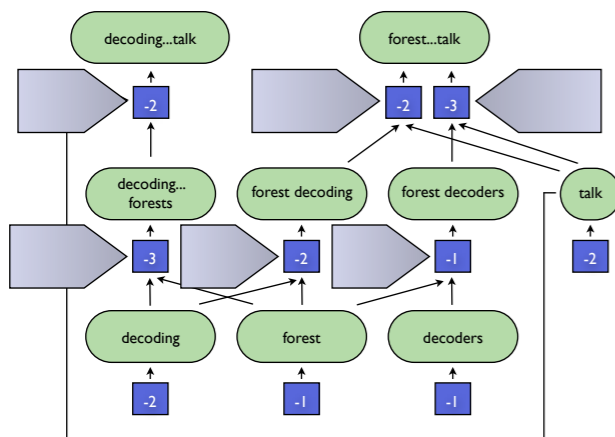 decoding...talk
forest...talk
-2
-2
-3
decoding...
forests
forest decoding
forest decoders
talk
-3
-2
-1
-2
decoding
forest
decoders
-2
-1
-1